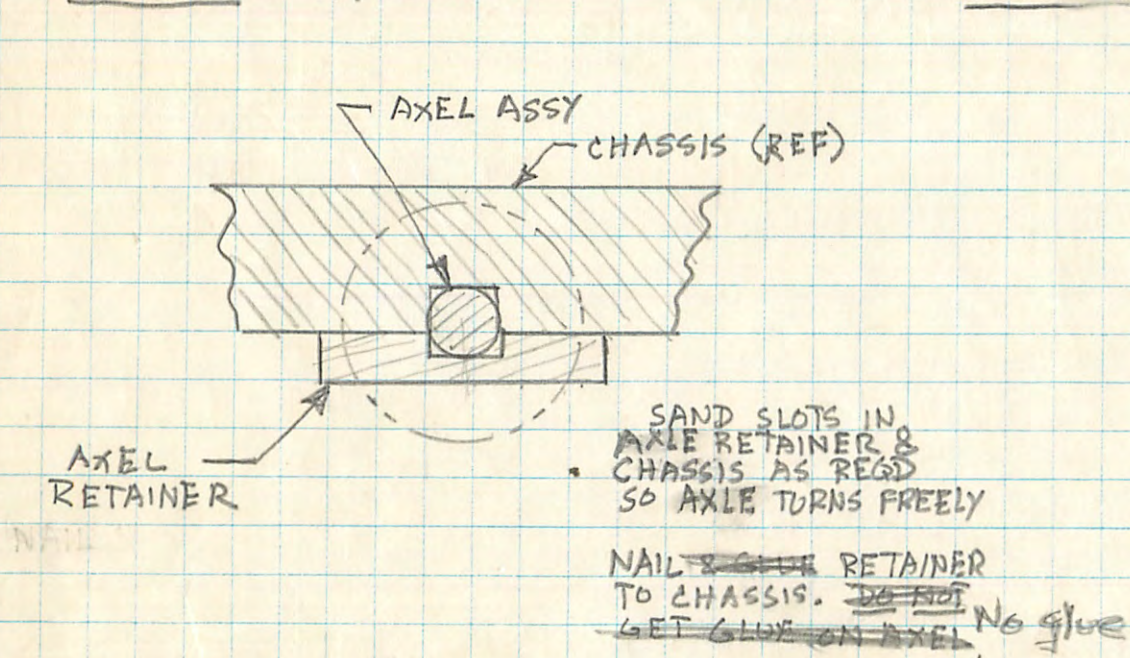 AXEL ASSY
CHASSIS (REF)
AXEL
RETAINER
NAIL
SAND SLOTS IN
AXLE RETAINER &
CHASSIS AS REQD
SO AXLE TURNS FREELY
NAIL & GLUE RETAINER
TO CHASSIS. DO NOT
GET GLUE ON AXEL No glue